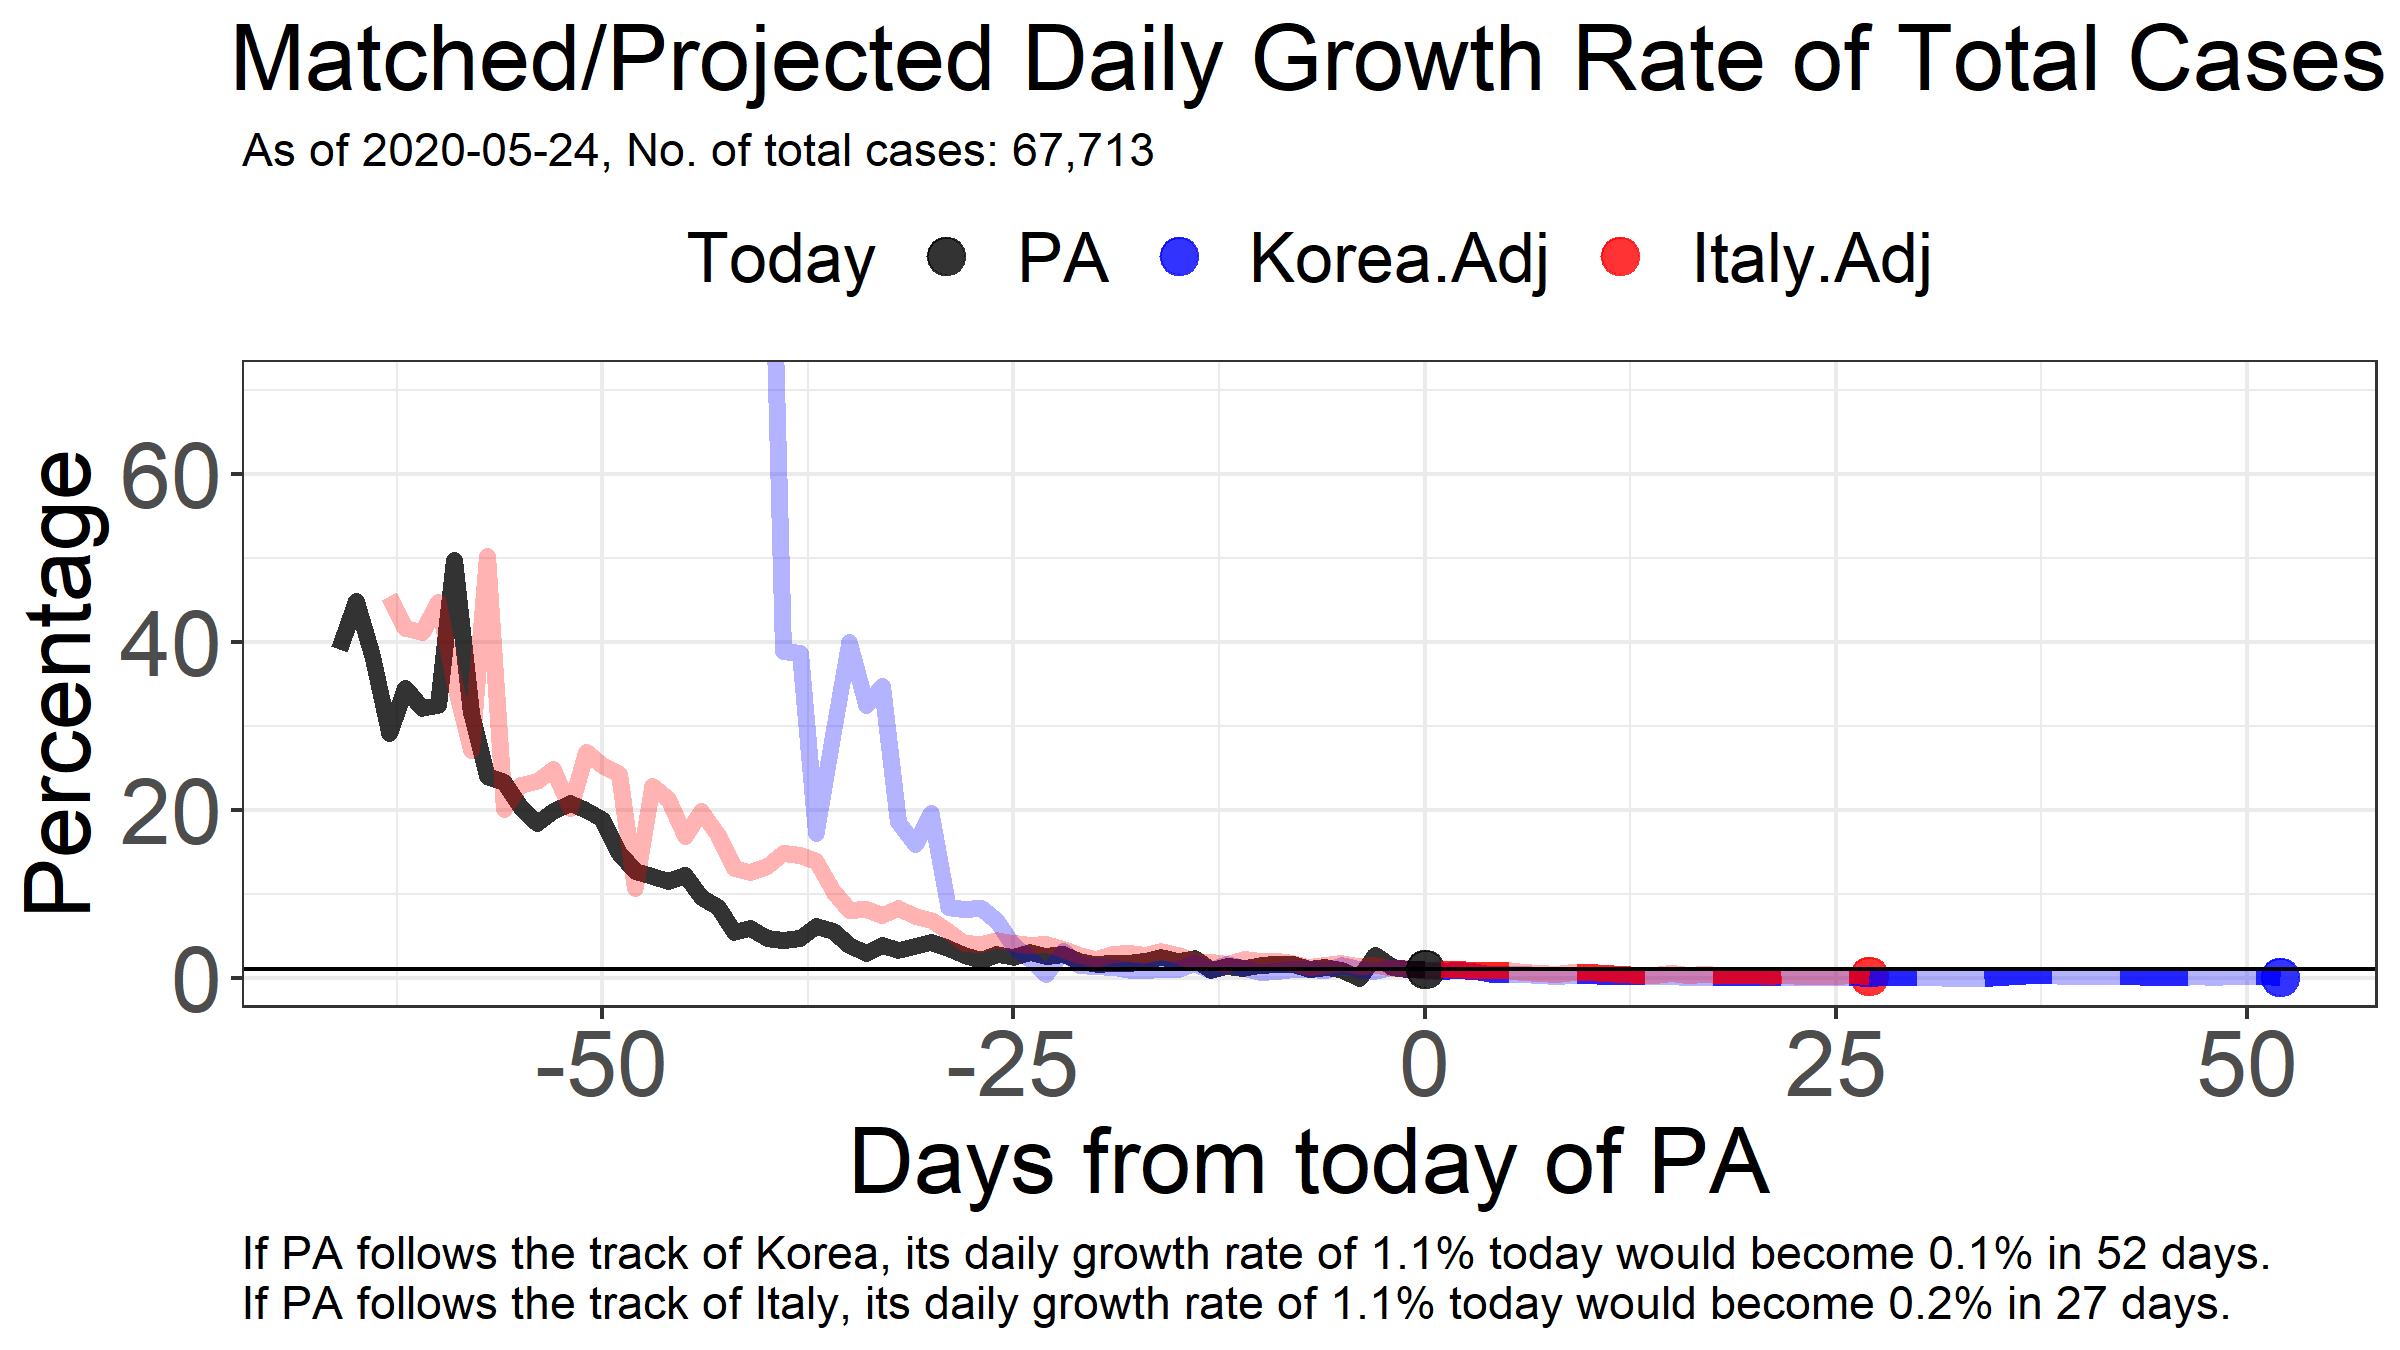 Matched/Projected Daily Growth Rate of Total Cases
As of 2020-05-24, No. of total cases: 67,713
Today PA Korea.Adj Italy.Adj
Percentage
60
40
20
0
-50 -25 0 25 50
Days from today of PA
If PA follows the track of Korea, its daily growth rate of 1.1% today would become 0.1% in 52 days.
If PA follows the track of Italy, its daily growth rate of 1.1% today would become 0.2% in 27 days.